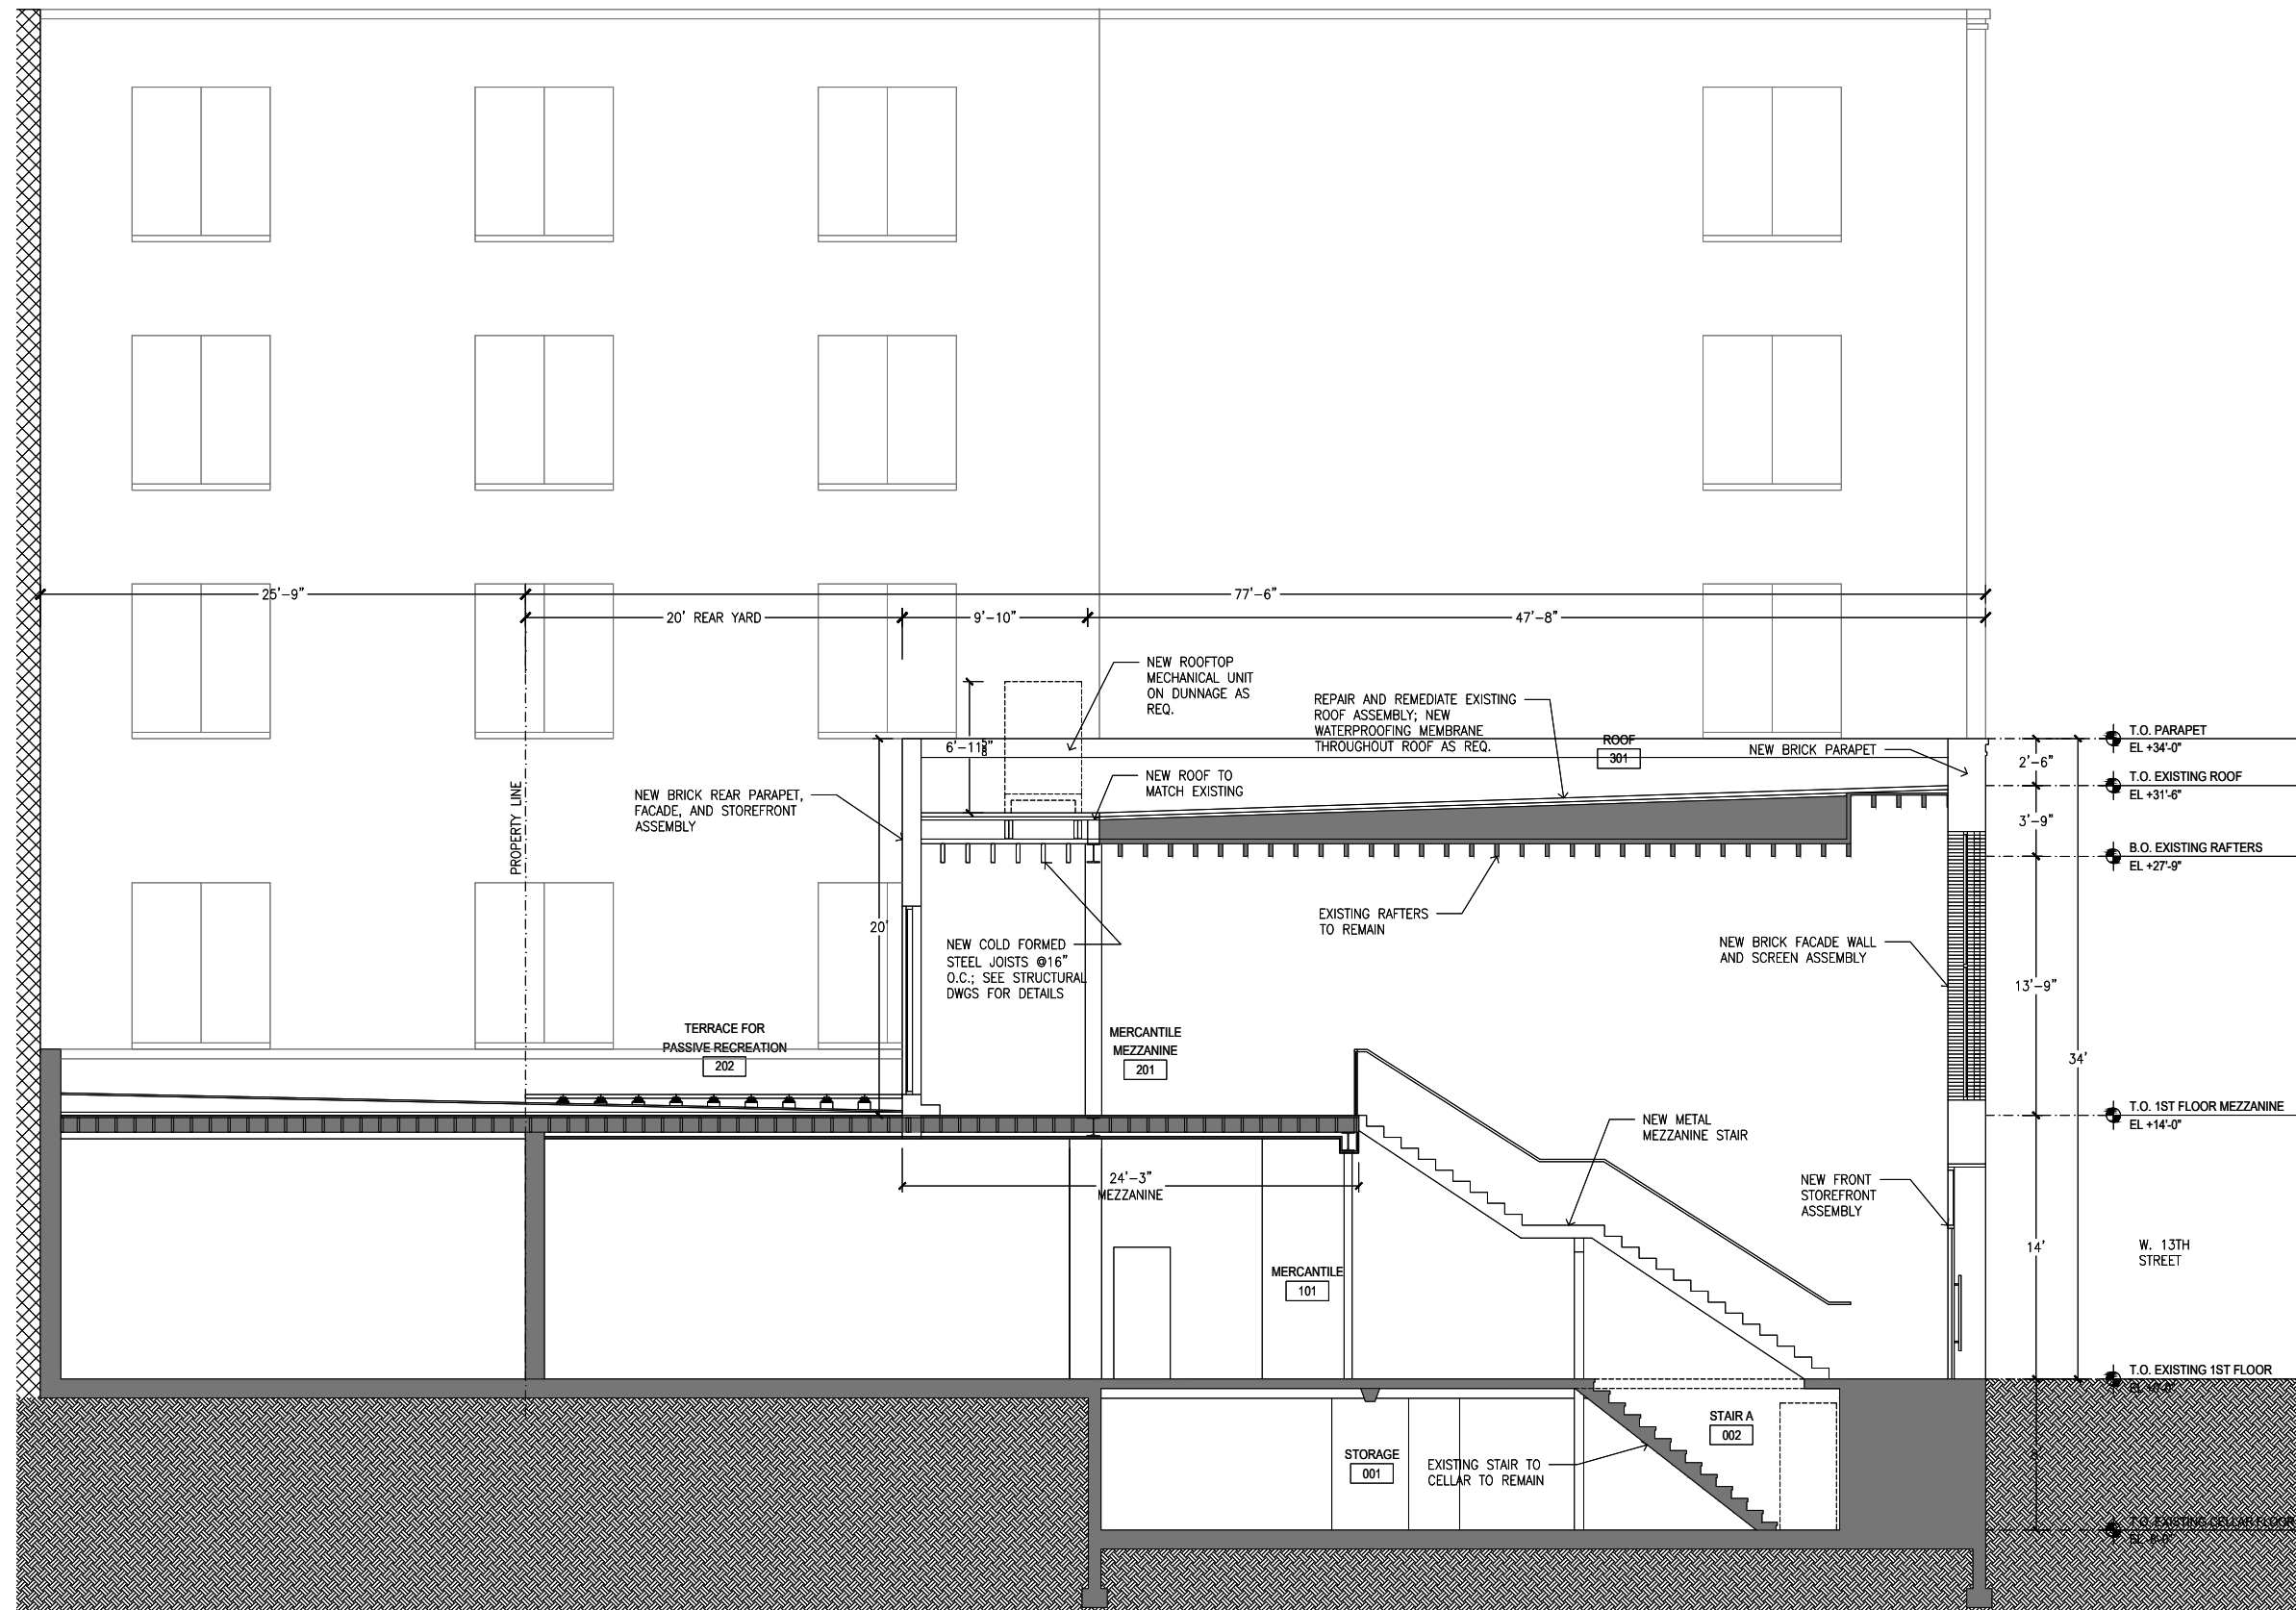 25'-9"
77'-6"
20' REAR YARD
9'-10"
47'-8"
NEW ROOFTOP
MECHANICAL UNIT
ON DUNNAGE AS
REQ.
6'-11⅝"
REPAIR AND REMEDIATE EXISTING
ROOF ASSEMBLY; NEW
WATERPROOFING MEMBRANE
THROUGHOUT ROOF AS REQ.
ROOF
301
NEW BRICK PARAPET
T.O. PARAPET
EL +34'-0"
2'-6"
T.O. EXISTING ROOF
EL +31'-6"
NEW ROOF TO
MATCH EXISTING
NEW BRICK REAR PARAPET,
FACADE, AND STOREFRONT
ASSEMBLY
PROPERTY LINE
3'-9"
B.O. EXISTING RAFTERS
EL +27'-9"
EXISTING RAFTERS
TO REMAIN
20'
NEW COLD FORMED
STEEL JOISTS @16"
O.C.; SEE STRUCTURAL
DWGS FOR DETAILS
NEW BRICK FACADE WALL
AND SCREEN ASSEMBLY
13'-9"
TERRACE FOR
PASSIVE RECREATION
202
MERCANTILE
MEZZANINE
201
34'
T.O. 1ST FLOOR MEZZANINE
EL +14'-0"
NEW METAL
MEZZANINE STAIR
24'-3"
MEZZANINE
NEW FRONT
STOREFRONT
ASSEMBLY
14'
W. 13TH
STREET
MERCANTILE
101
T.O. EXISTING 1ST FLOOR
EL +0'-0"
STAIR A
002
STORAGE
001
EXISTING STAIR TO
CELLAR TO REMAIN
T.O. EXISTING CELLAR FLOOR